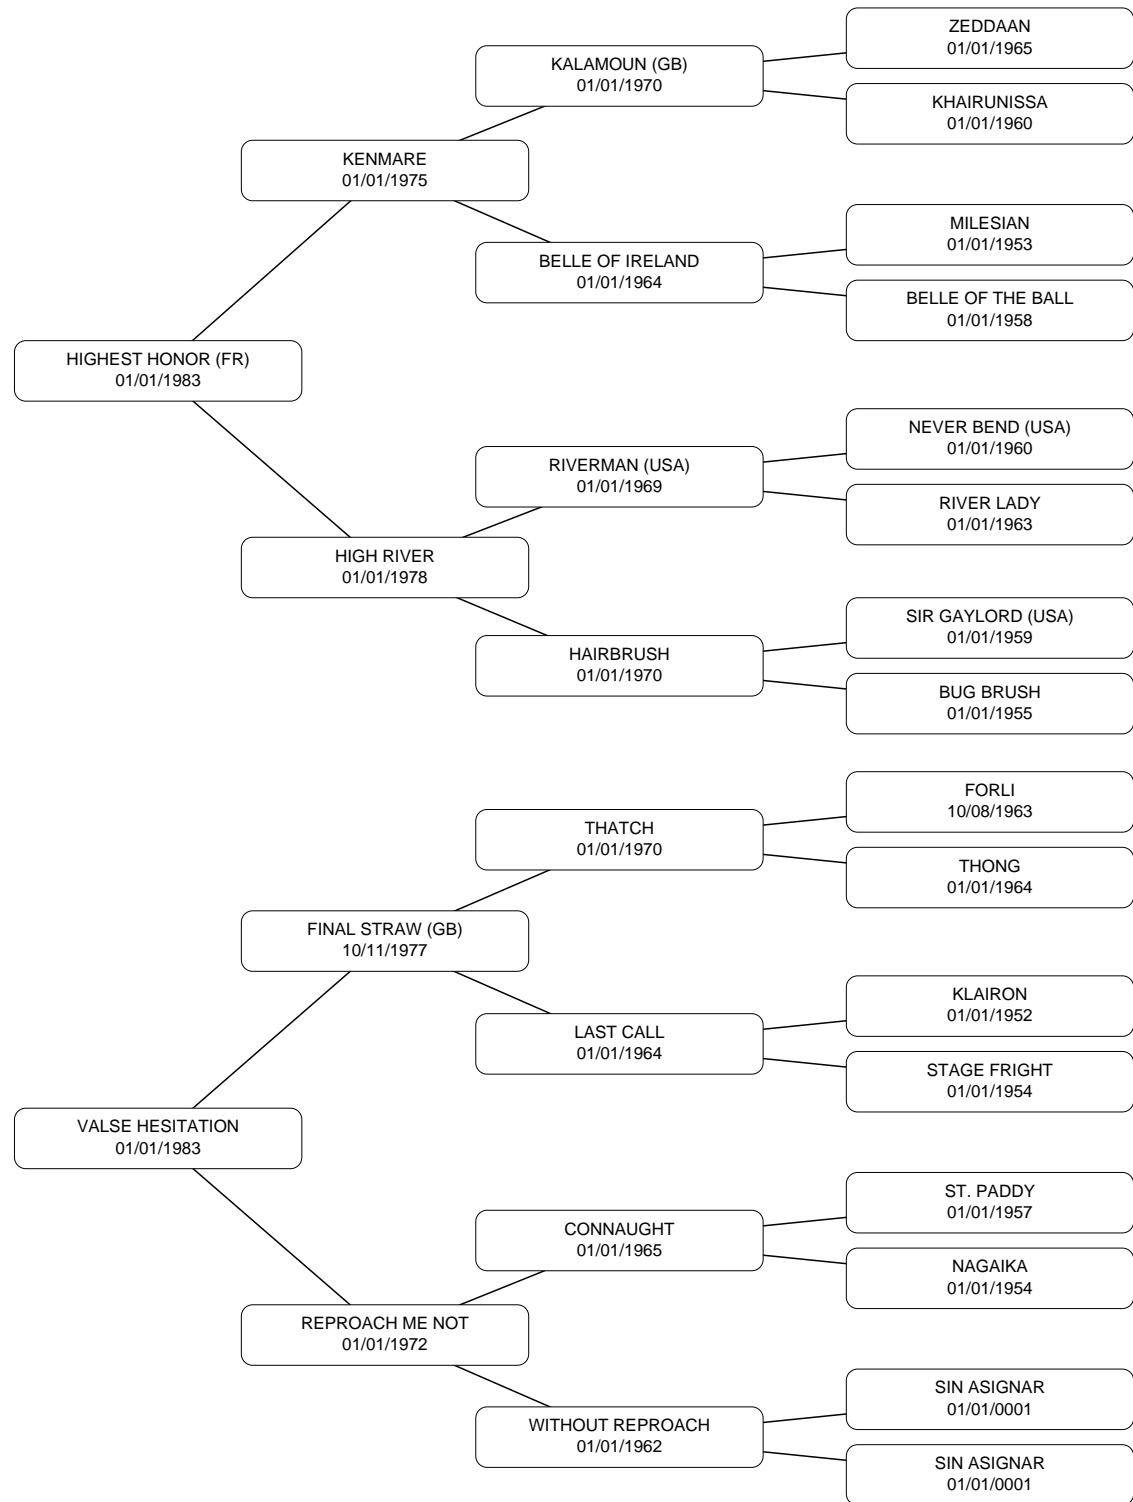 ZEDDAAN
01/01/1965
KALAMOUN (GB)
01/01/1970
KHAIRUNISSA
01/01/1960
KENMARE
01/01/1975
MILESIAN
01/01/1953
BELLE OF IRELAND
01/01/1964
BELLE OF THE BALL
01/01/1958
HIGHEST HONOR (FR)
01/01/1983
NEVER BEND (USA)
01/01/1960
RIVERMAN (USA)
01/01/1969
RIVER LADY
01/01/1963
HIGH RIVER
01/01/1978
SIR GAYLORD (USA)
01/01/1959
HAIRBRUSH
01/01/1970
BUG BRUSH
01/01/1955
FORLI
10/08/1963
THATCH
01/01/1970
THONG
01/01/1964
FINAL STRAW (GB)
10/11/1977
KLAIRON
01/01/1952
LAST CALL
01/01/1964
STAGE FRIGHT
01/01/1954
VALSE HESITATION
01/01/1983
ST. PADDY
01/01/1957
CONNAUGHT
01/01/1965
NAGAIKA
01/01/1954
REPROACH ME NOT
01/01/1972
SIN ASIGNAR
01/01/0001
WITHOUT REPROACH
01/01/1962
SIN ASIGNAR
01/01/0001